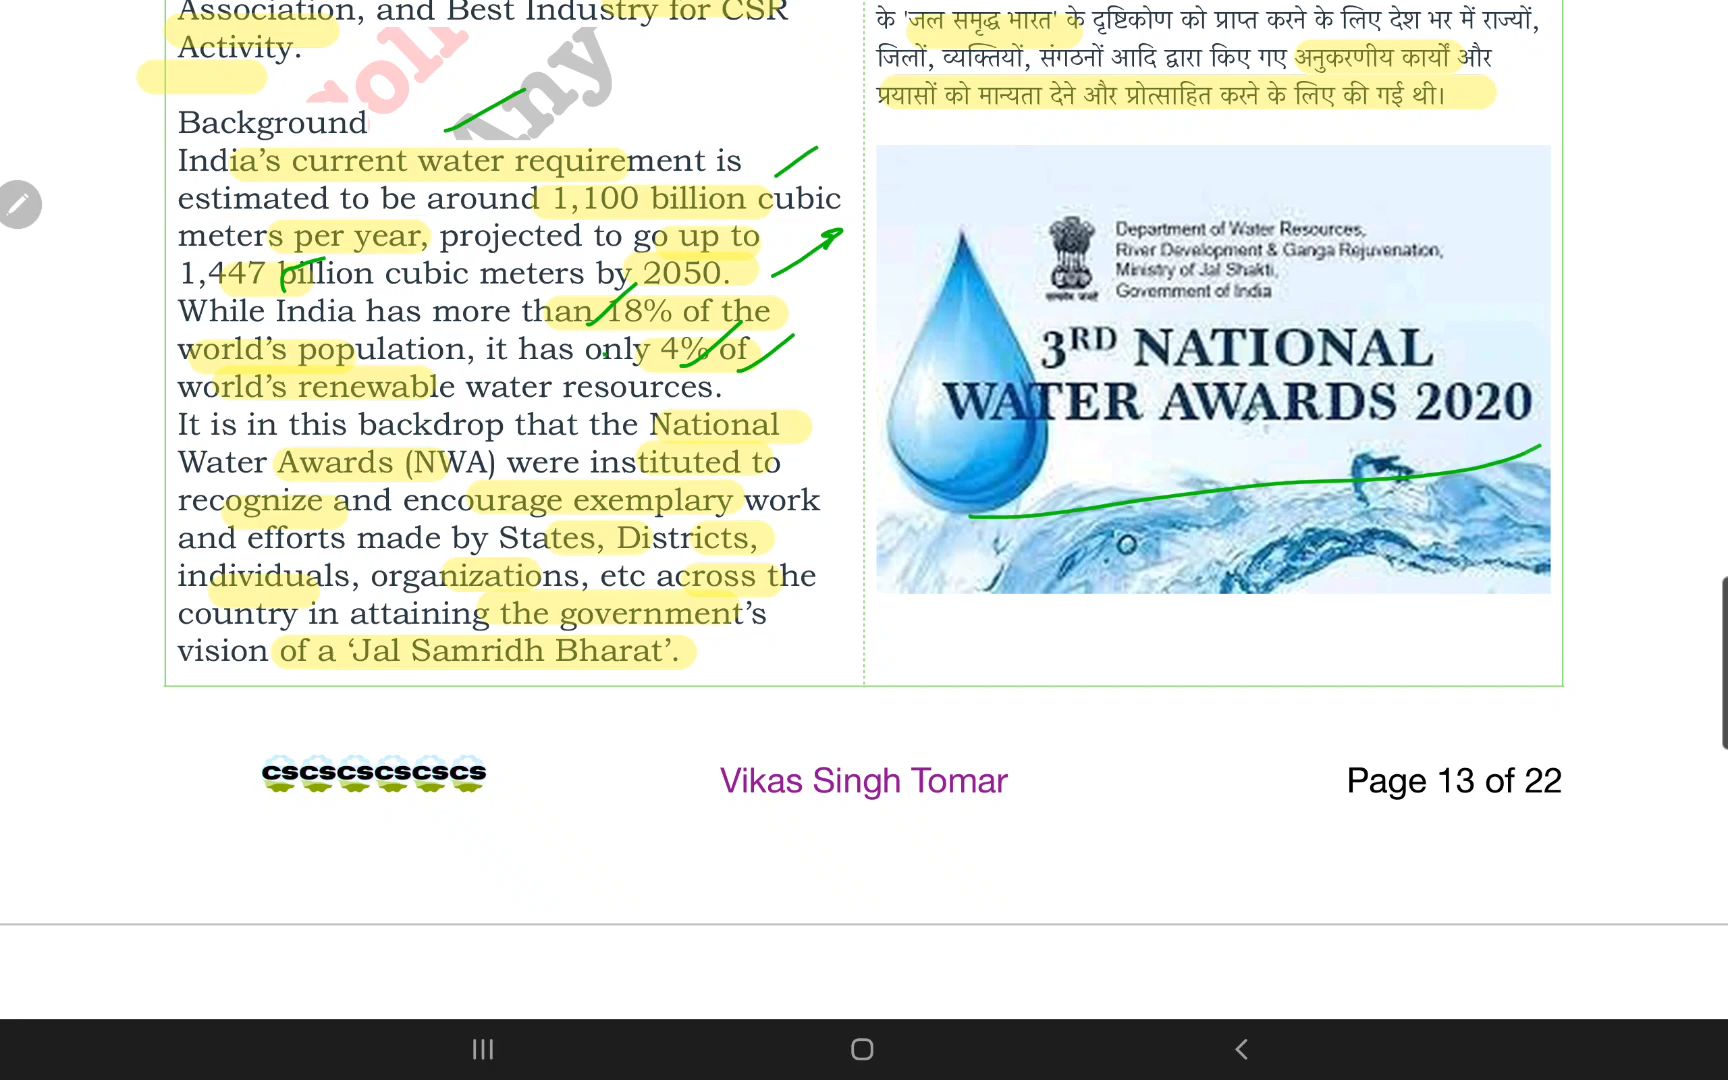 Association, and Best Industry for CSR
Activity.
Background
India’s current water requirement is
estimated to be around 1,100 billion cubic
meters per year, projected to go up to
1,447 billion cubic meters by 2050.
While India has more than 18% of the
world’s population, it has only 4% of
world’s renewable water resources.
It is in this backdrop that the National
Water Awards (NWA) were instituted to
recognize and encourage exemplary work
and efforts made by States, Districts,
individuals, organizations, etc across the
country in attaining the government’s
vision of a ‘Jal Samridh Bharat’.
के 'जल समृद्ध भारत' के दृष्टिकोण को प्राप्त करने के लिए देश भर में राज्यों,
जिलों, व्यक्तियों, संगठनों आदि द्वारा किए गए अनुकरणीय कार्यों और
प्रयासों को मान्यता देने और प्रोत्साहित करने के लिए की गई थी।
Department of Water Resources,
River Development & Ganga Rejuvenation,
Ministry of Jal Shakti,
Government of India
3RD NATIONAL
WATER AWARDS 2020
cscscscscscs
Vikas Singh Tomar
Page 13 of 22